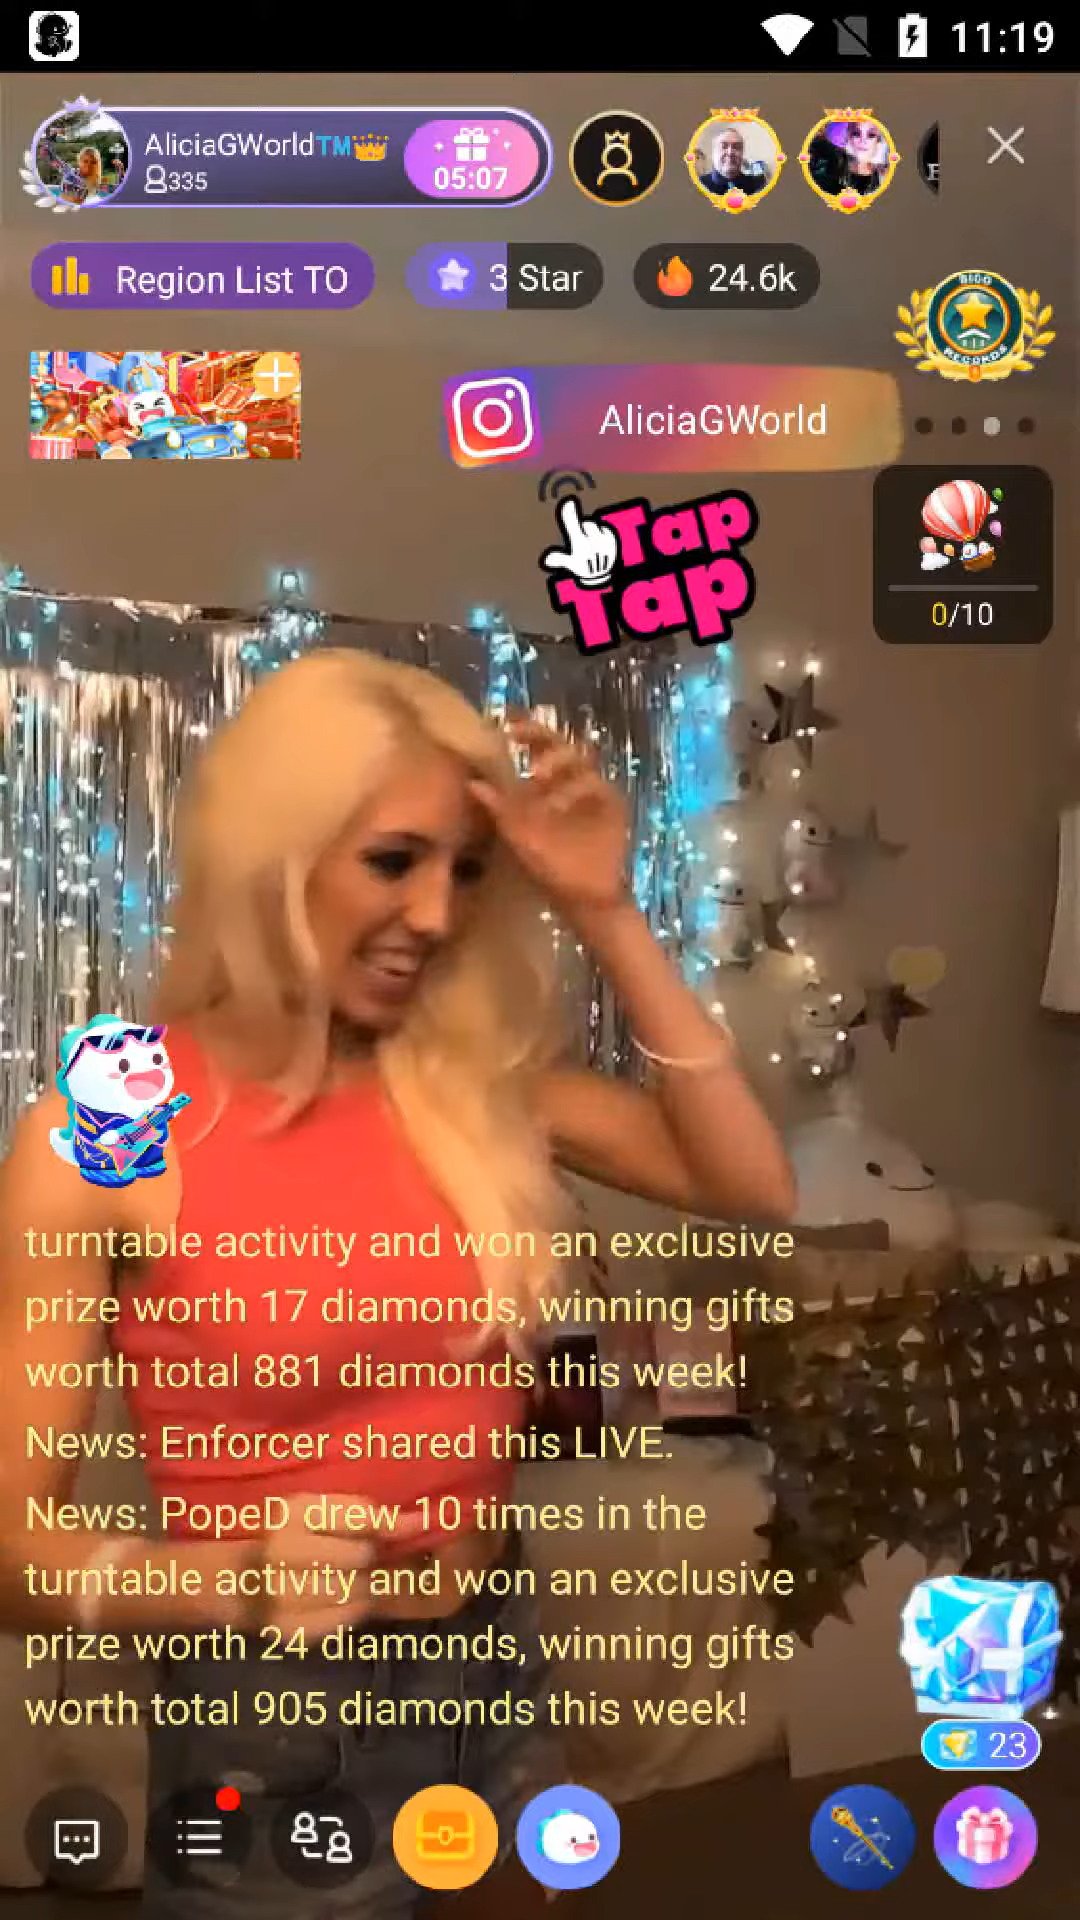 11:19
AliciaGWorld™
335
05:07
Region List TO
3 Star
24.6k
BIGO
RECORDS
AliciaGWorld
Tap
Tap
0/10
turntable activity and won an exclusive
prize worth 17 diamonds, winning gifts
worth total 881 diamonds this week!
News: Enforcer shared this LIVE.
News: PopeD drew 10 times in the
turntable activity and won an exclusive
prize worth 24 diamonds, winning gifts
worth total 905 diamonds this week!
23